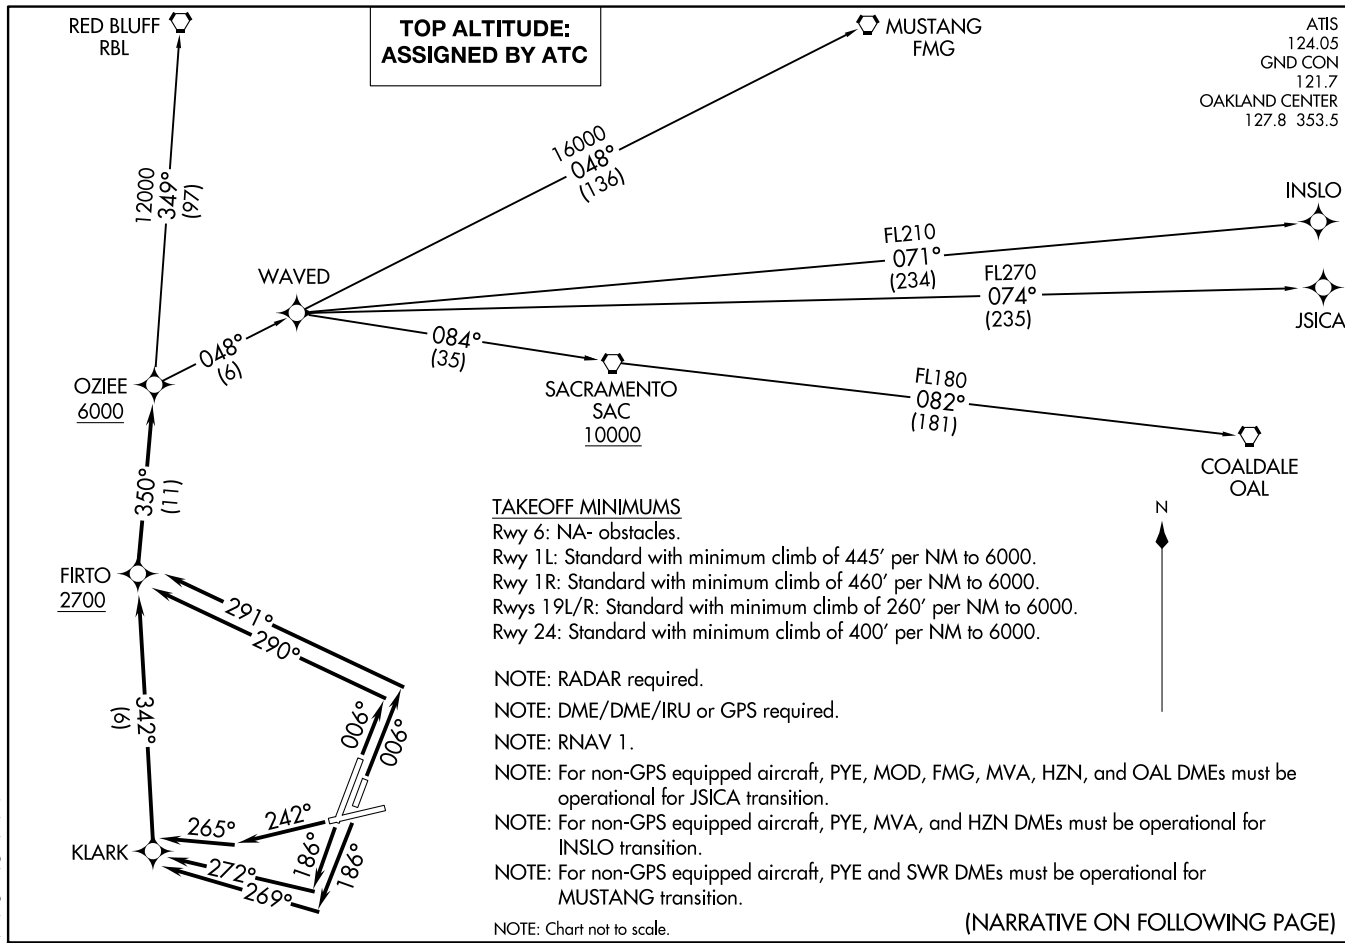 RED BLUFF
RBL
TOP ALTITUDE:
ASSIGNED BY ATC
MUSTANG
FMG
ATIS
124.05
GND CON
121.7
OAKLAND CENTER
127.8 353.5
16000
048°
(136)
12000
349°
(97)
INSLO
FL210
071°
(234)
WAVED
FL270
074°
(235)
JSICA
048°
(6)
084°
(35)
OZIEE
6000
SACRAMENTO
SAC
10000
FL180
082°
(181)
COALDALE
OAL
350°
(11)
N
TAKEOFF MINIMUMS
Rwy 6: NA- obstacles.
Rwy 1L: Standard with minimum climb of 445' per NM to 6000.
Rwy 1R: Standard with minimum climb of 460' per NM to 6000.
Rwys 19L/R: Standard with minimum climb of 260' per NM to 6000.
Rwy 24: Standard with minimum climb of 400' per NM to 6000.
FIRTO
2700
291°
290°
342°
(9)
006°
006°
NOTE: RADAR required.
NOTE: DME/DME/IRU or GPS required.
NOTE: RNAV 1.
NOTE: For non-GPS equipped aircraft, PYE, MOD, FMG, MVA, HZN, and OAL DMEs must be
operational for JSICA transition.
NOTE: For non-GPS equipped aircraft, PYE, MVA, and HZN DMEs must be operational for
INSLO transition.
NOTE: For non-GPS equipped aircraft, PYE and SWR DMEs must be operational for
MUSTANG transition.
NOTE: Chart not to scale.
265°
242°
KLARK
272°
269°
186°
186°
(NARRATIVE ON FOLLOWING PAGE)